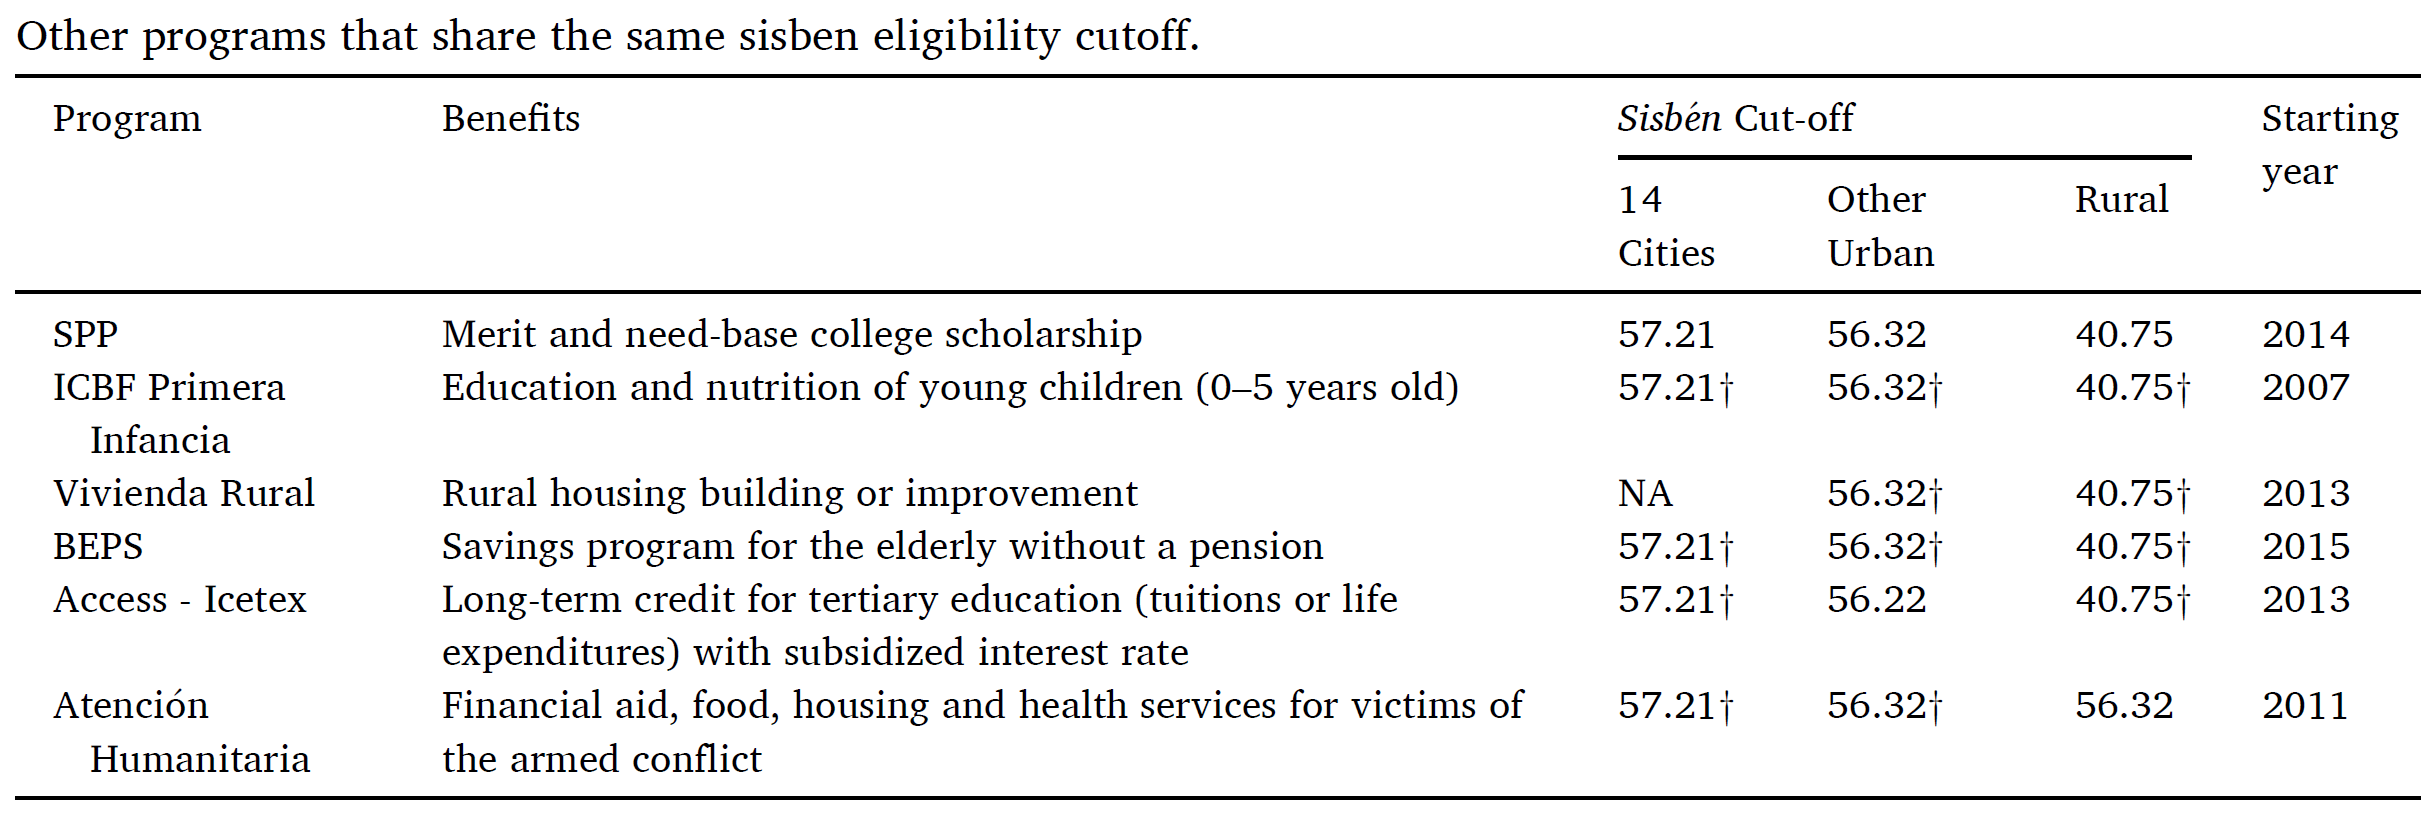 Other programs that share the same sisben eligibility cutoff.
Program Benefits Sisbén Cut-off Starting year
14 Cities Other Urban Rural
SPP Merit and need-base college scholarship 57.21 56.32 40.75 2014
ICBF Primera Education and nutrition of young children (0–5 years old) 57.21† 56.32† 40.75† 2007
Infancia
Vivienda Rural Rural housing building or improvement NA 56.32† 40.75† 2013
BEPS Savings program for the elderly without a pension 57.21† 56.32† 40.75† 2015
Access - Icetex Long-term credit for tertiary education (tuitions or life 57.21† 56.22 40.75† 2013
expenditures) with subsidized interest rate
Atención Financial aid, food, housing and health services for victims of 57.21† 56.32† 56.32 2011
Humanitaria the armed conflict